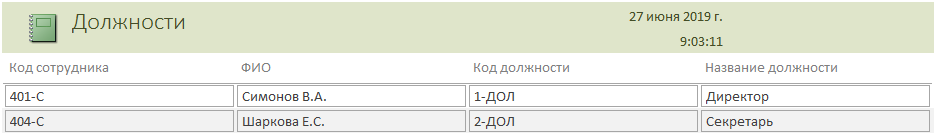 Должности
27 июня 2019 г.
9:03:11
Код сотрудника ФИО Код должности Название должности
401-С Симонов В.А. 1-ДОЛ Директор
404-С Шаркова Е.С. 2-ДОЛ Секретарь